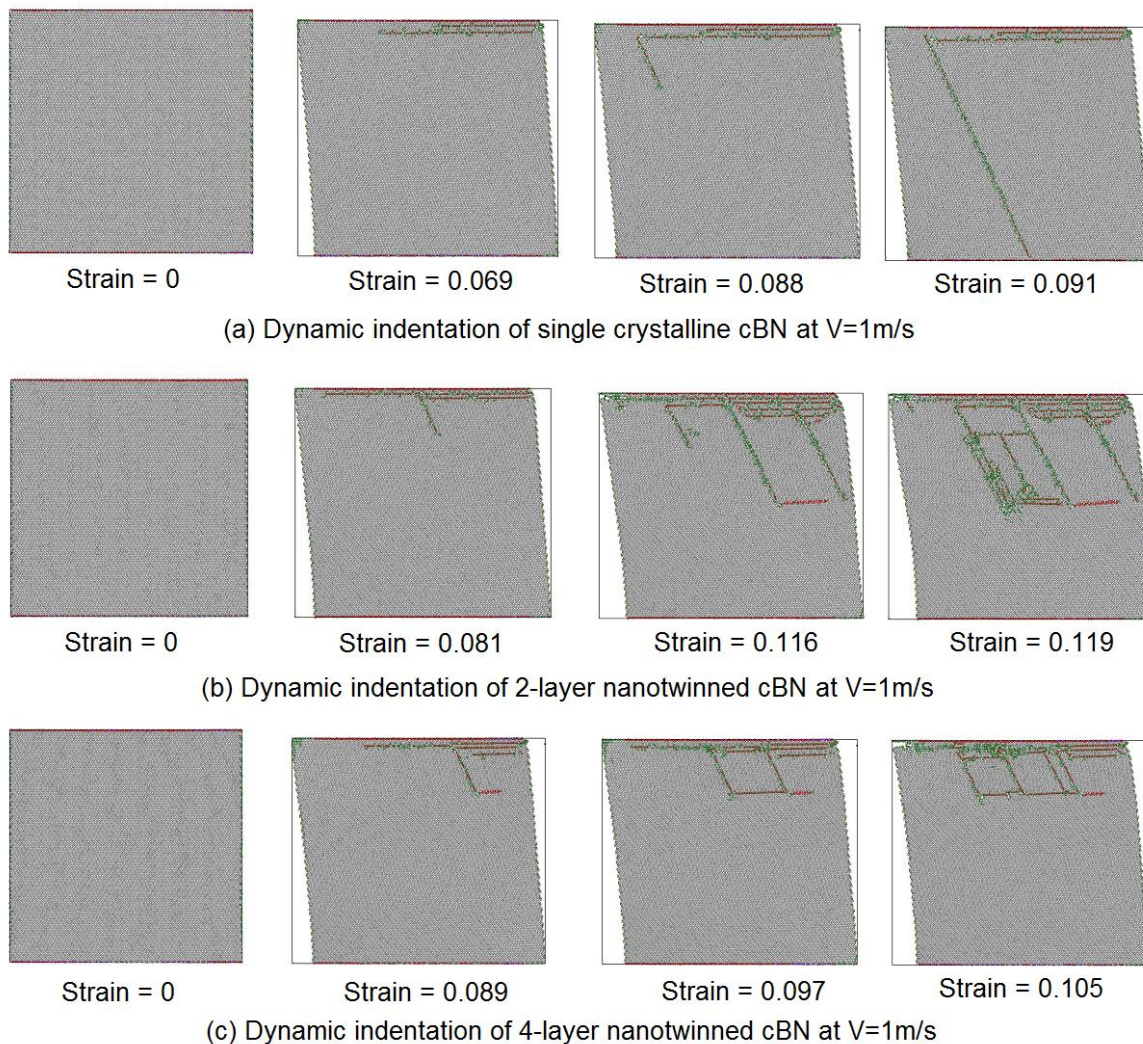 Strain = 0 Strain = 0.069 Strain = 0.088 Strain = 0.091
(a) Dynamic indentation of single crystalline cBN at V=1m/s
Strain = 0 Strain = 0.081 Strain = 0.116 Strain = 0.119
(b) Dynamic indentation of 2-layer nanotwinned cBN at V=1m/s
Strain = 0 Strain = 0.089 Strain = 0.097 Strain = 0.105
(c) Dynamic indentation of 4-layer nanotwinned cBN at V=1m/s